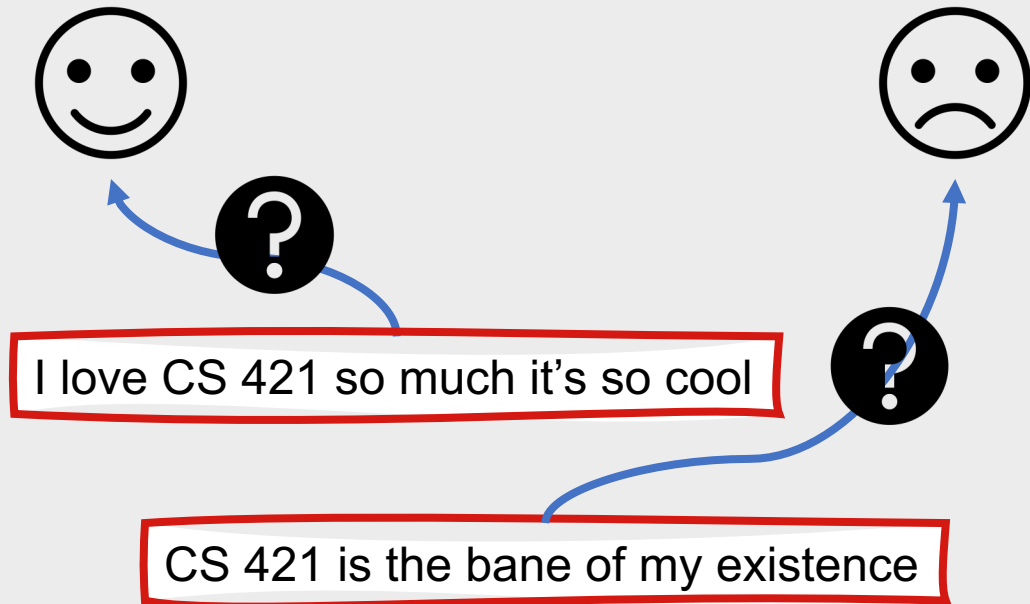 ?
I love CS 421 so much it’s so cool
?
CS 421 is the bane of my existence